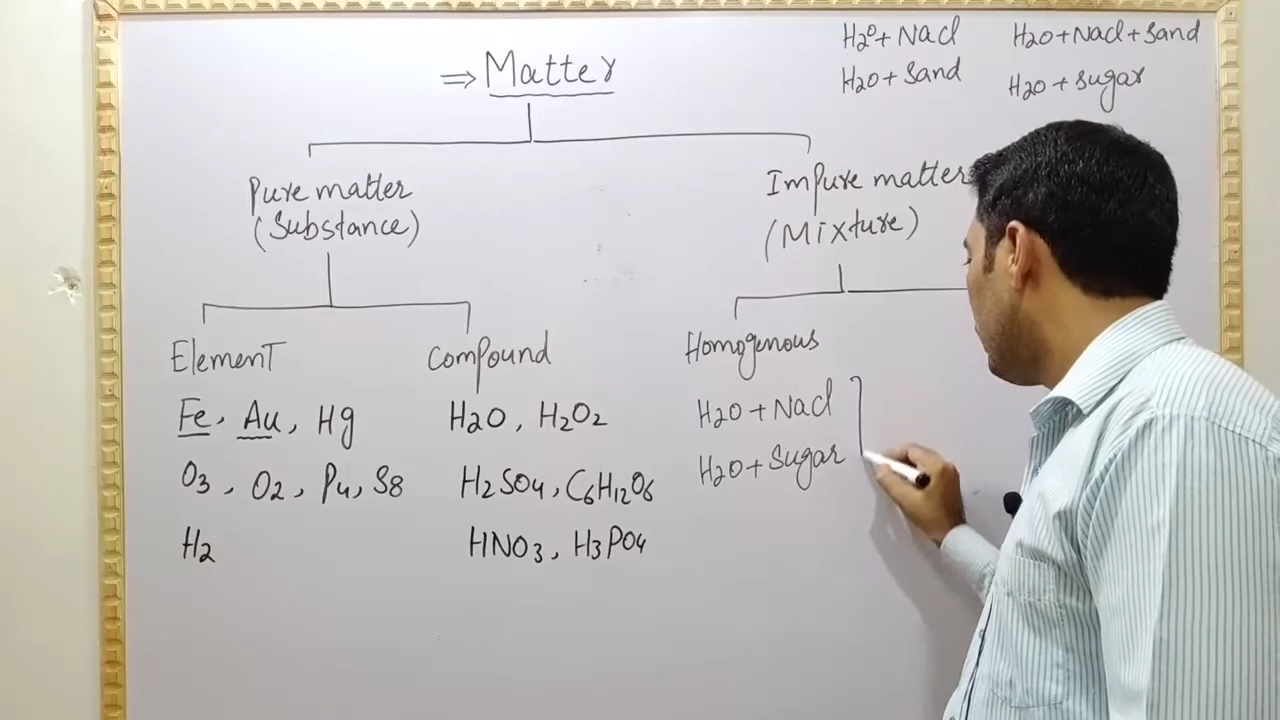 ⇒ Matter
H2O + Nacl
H2O + Sand
H2O + Nacl + Sand
H2O + Sugar
Pure matter
(Substance)
Impure matter
(Mixture)
Element
Fe, Au, Hg
O3, O2, P4, S8
H2
Compound
H2O, H2O2
H2SO4, C6H12O6
HNO3, H3PO4
Homogenous
H2O + Nacl
H2O + Sugar